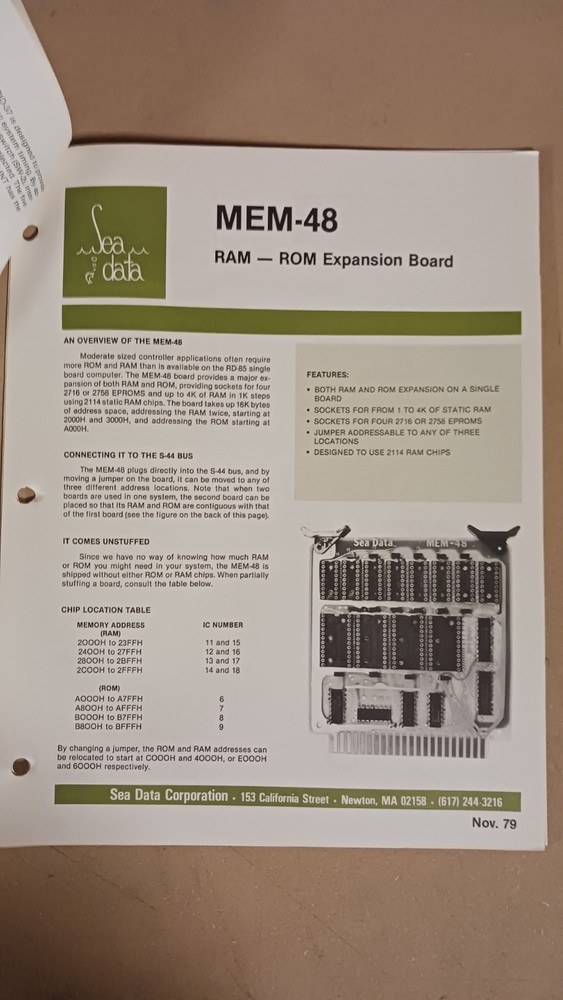 Sea
data
MEM-48
RAM — ROM Expansion Board
AN OVERVIEW OF THE MEM-48
Moderate sized controller applications often require
more ROM and RAM than is available on the RD-85 single
board computer. The MEM-48 board provides a major ex-
pansion of both RAM and ROM, providing sockets for four
2716 or 2758 EPROMS and up to 4K of RAM in 1K steps
using 2114 static RAM chips. The board takes up 16K bytes
of address space, addressing the RAM twice, starting at
2000H and 3000H, and addressing the ROM starting at
A000H.
CONNECTING IT TO THE S-44 BUS
The MEM-48 plugs directly into the S-44 bus, and by
moving a jumper on the board, it can be moved to any of
three different address locations. Note that when two
boards are used in one system, the second board can be
placed so that its RAM and ROM are contiguous with that
of the first board (see the figure on the back of this page).
IT COMES UNSTUFFED
Since we have no way of knowing how much RAM
or ROM you might need in your system, the MEM-48 is
shipped without either ROM or RAM chips. When partially
stuffing a board, consult the table below.
CHIP LOCATION TABLE
MEMORY ADDRESS IC NUMBER
(RAM)
2000H to 23FFH 11 and 15
2400H to 27FFH 12 and 16
2800H to 2BFFH 13 and 17
2C00H to 2FFFH 14 and 18
(ROM)
A000H to A7FFH 6
A800H to AFFFH 7
B000H to B7FFH 8
B800H to BFFFH 9
By changing a jumper, the ROM and RAM addresses can
be relocated to start at C000H and 4000H, or E000H
and 6000H respectively.
FEATURES:
• BOTH RAM AND ROM EXPANSION ON A SINGLE
BOARD
• SOCKETS FOR FROM 1 TO 4K OF STATIC RAM
• SOCKETS FOR FOUR 2716 OR 2758 EPROMS
• JUMPER ADDRESSABLE TO ANY OF THREE
LOCATIONS
• DESIGNED TO USE 2114 RAM CHIPS
Sea Data MEM-48
Sea Data Corporation • 153 California Street • Newton, MA 02158 • (617) 244-3216
Nov. 79